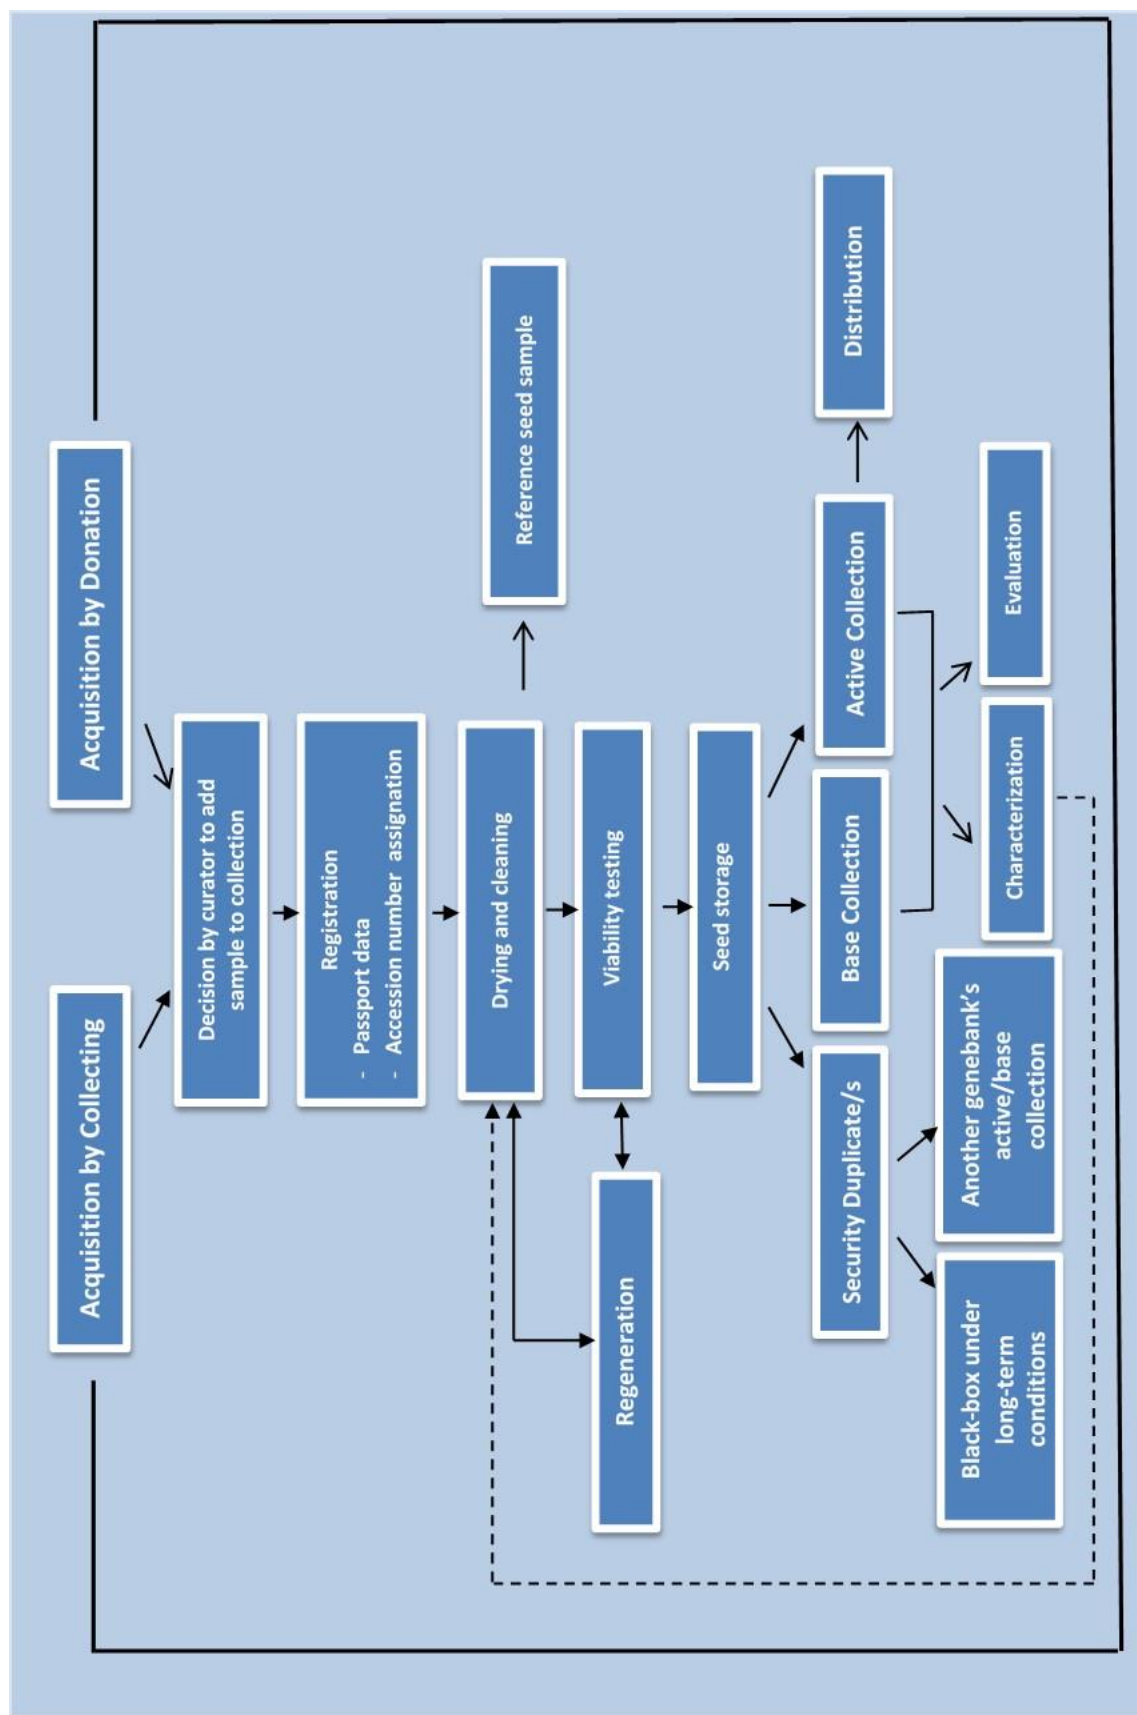 Acquisition by Collecting
Acquisition by Donation
Decision by curator to add
sample to collection
Registration
- Passport data
- Accession number assignation
Drying and cleaning
Reference seed sample
Viability testing
Regeneration
Seed storage
Security Duplicate/s
Base Collection
Active Collection
Distribution
Black-box under
long-term
conditions
Another genebank’s
active/base
collection
Characterization
Evaluation